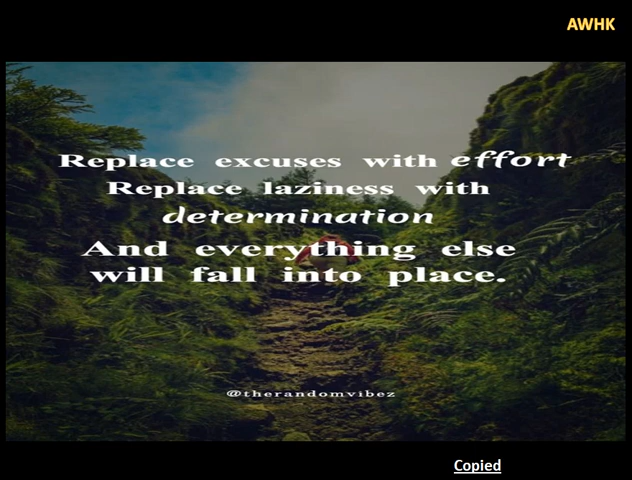 AWHK
Replace excuses with effort
Replace laziness with
determination
And everything else
will fall into place.
@therandomvibez
Copied